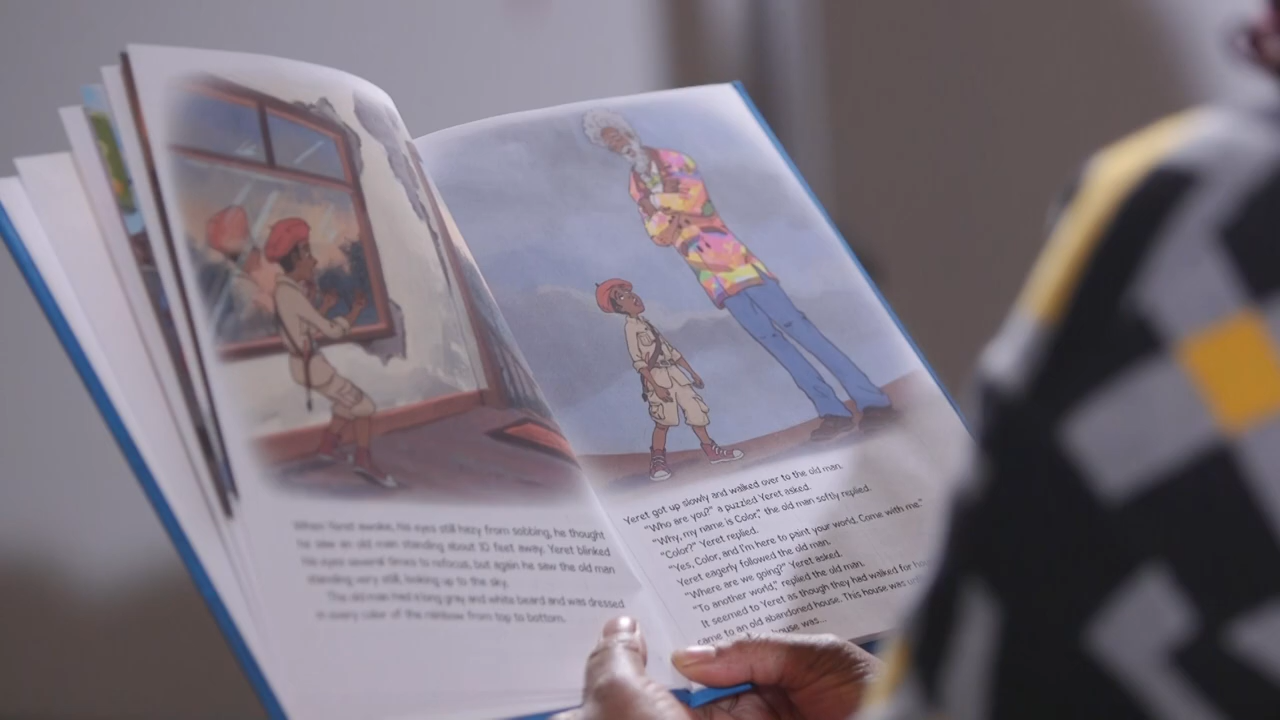 When Yeret awoke, his eyes still hazy from sobbing, he thought
he saw an old man standing about 10 feet away. Yeret blinked
his eyes several times to refocus, but again he saw the old man
standing very still, looking up to the sky.
The old man had a long gray and white beard and was dressed
in every color of the rainbow from top to bottom.
Yeret got up slowly and walked over to the old man.
"Who are you?" a puzzled Yeret asked.
"Why, my name is Color," the old man softly replied.
"Color?" Yeret replied.
"Yes, Color, and I'm here to paint your world. Come with me."
Yeret eagerly followed the old man.
"Where are we going?" Yeret asked.
"To another world," replied the old man.
It seemed to Yeret as though they had walked for
came to an old abandoned house. This house was
house was...